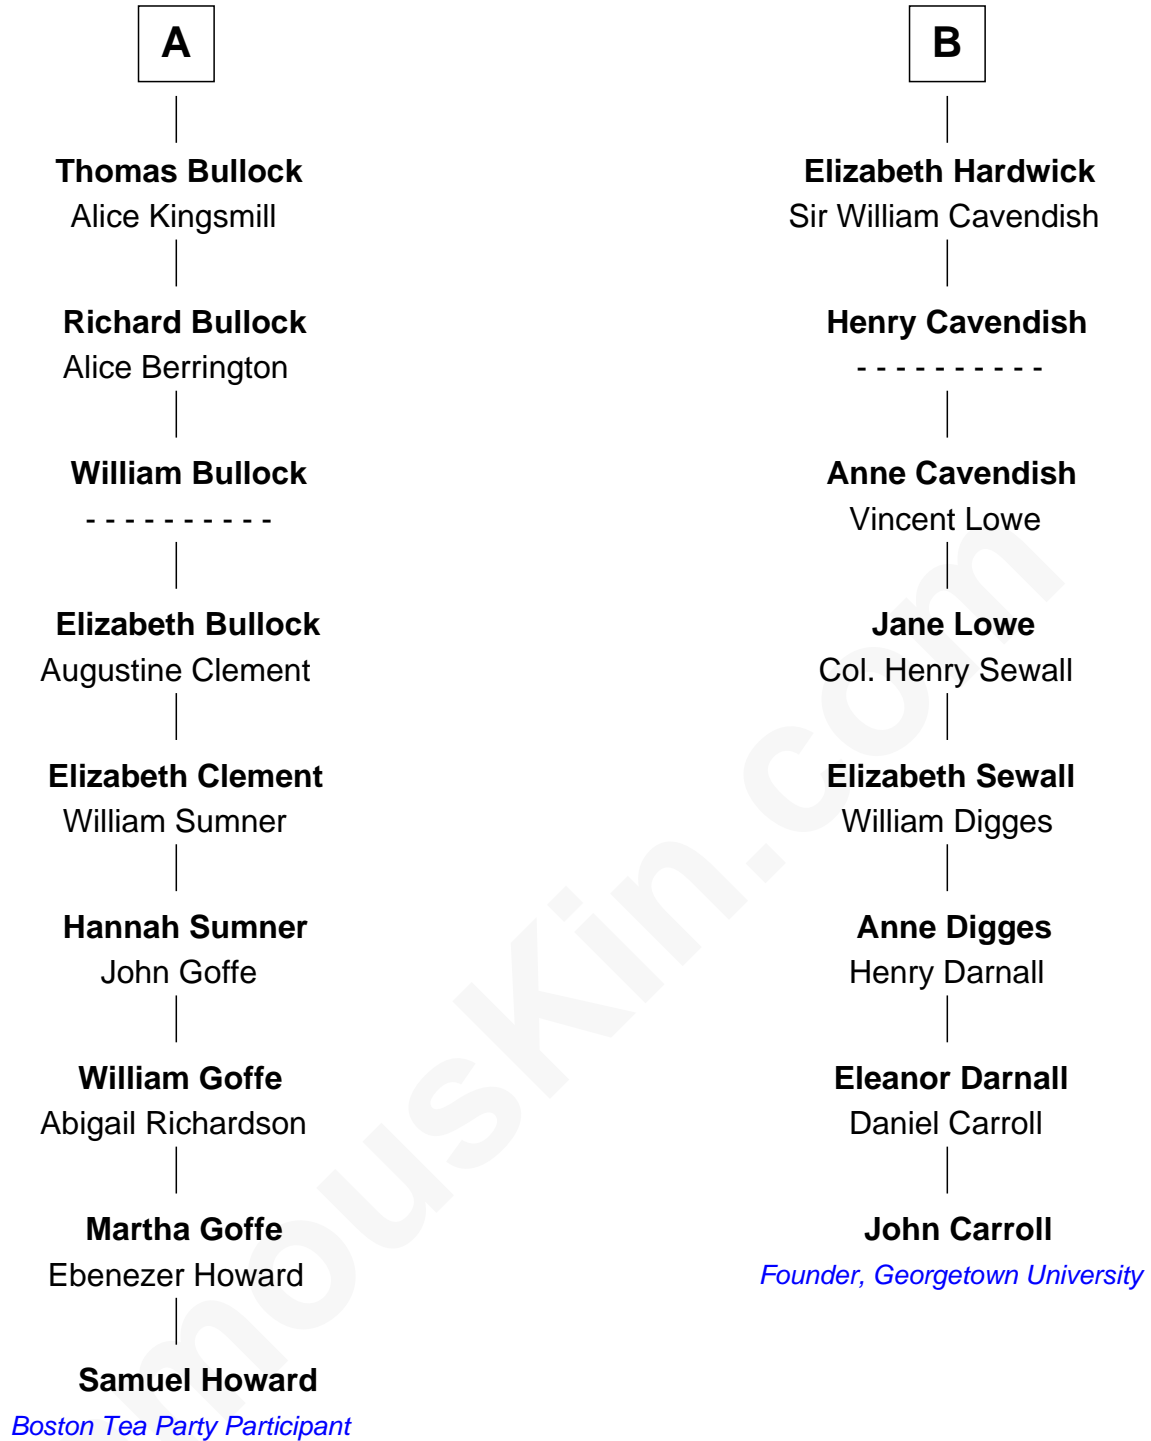 A
Thomas Bullock
Alice Kingsmill
Richard Bullock
Alice Berrington
William Bullock
- - - - - - - - - -
Elizabeth Bullock
Augustine Clement
Elizabeth Clement
William Sumner
Hannah Sumner
John Goffe
William Goffe
Abigail Richardson
Martha Goffe
Ebenezer Howard
Samuel Howard
Boston Tea Party Participant
B
Elizabeth Hardwick
Sir William Cavendish
Henry Cavendish
- - - - - - - - - -
Anne Cavendish
Vincent Lowe
Jane Lowe
Col. Henry Sewall
Elizabeth Sewall
William Digges
Anne Digges
Henry Darnall
Eleanor Darnall
Daniel Carroll
John Carroll
Founder, Georgetown University
mousKin.com